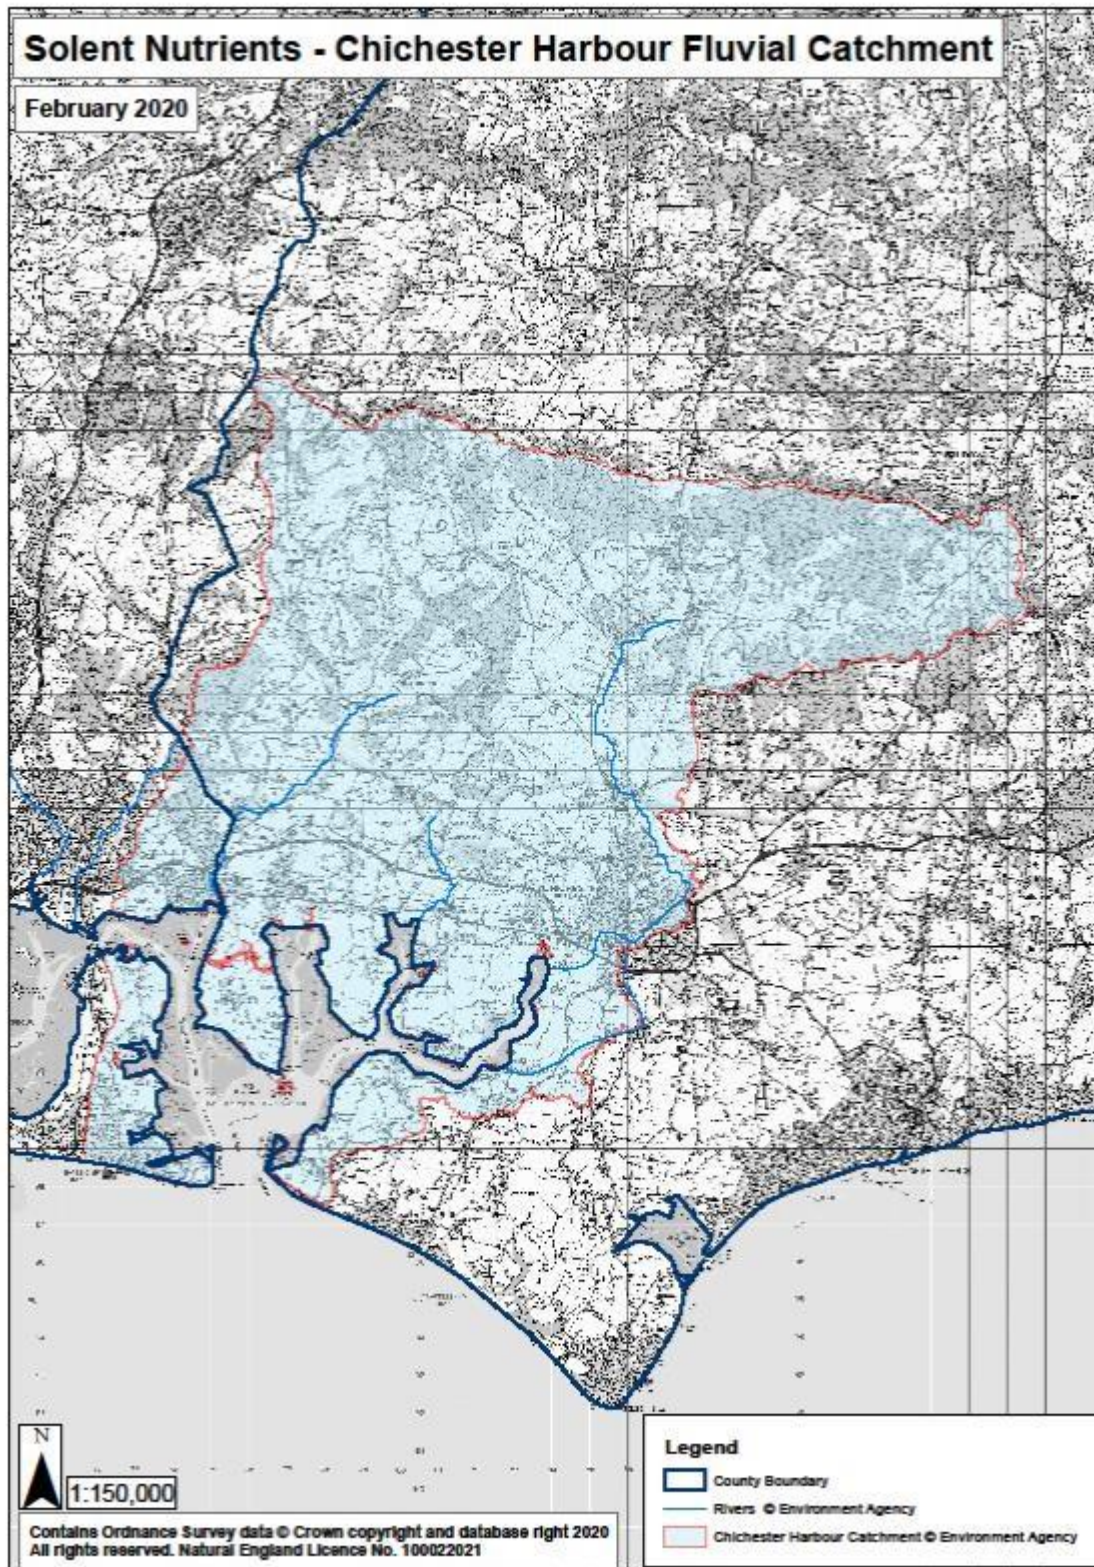 Solent Nutrients - Chichester Harbour Fluvial Catchment
February 2020
N
1:150,000
Contains Ordnance Survey data © Crown copyright and database right 2020
All rights reserved. Natural England Licence No. 100022021
Legend
County Boundary
Rivers © Environment Agency
Chichester Harbour Catchment © Environment Agency